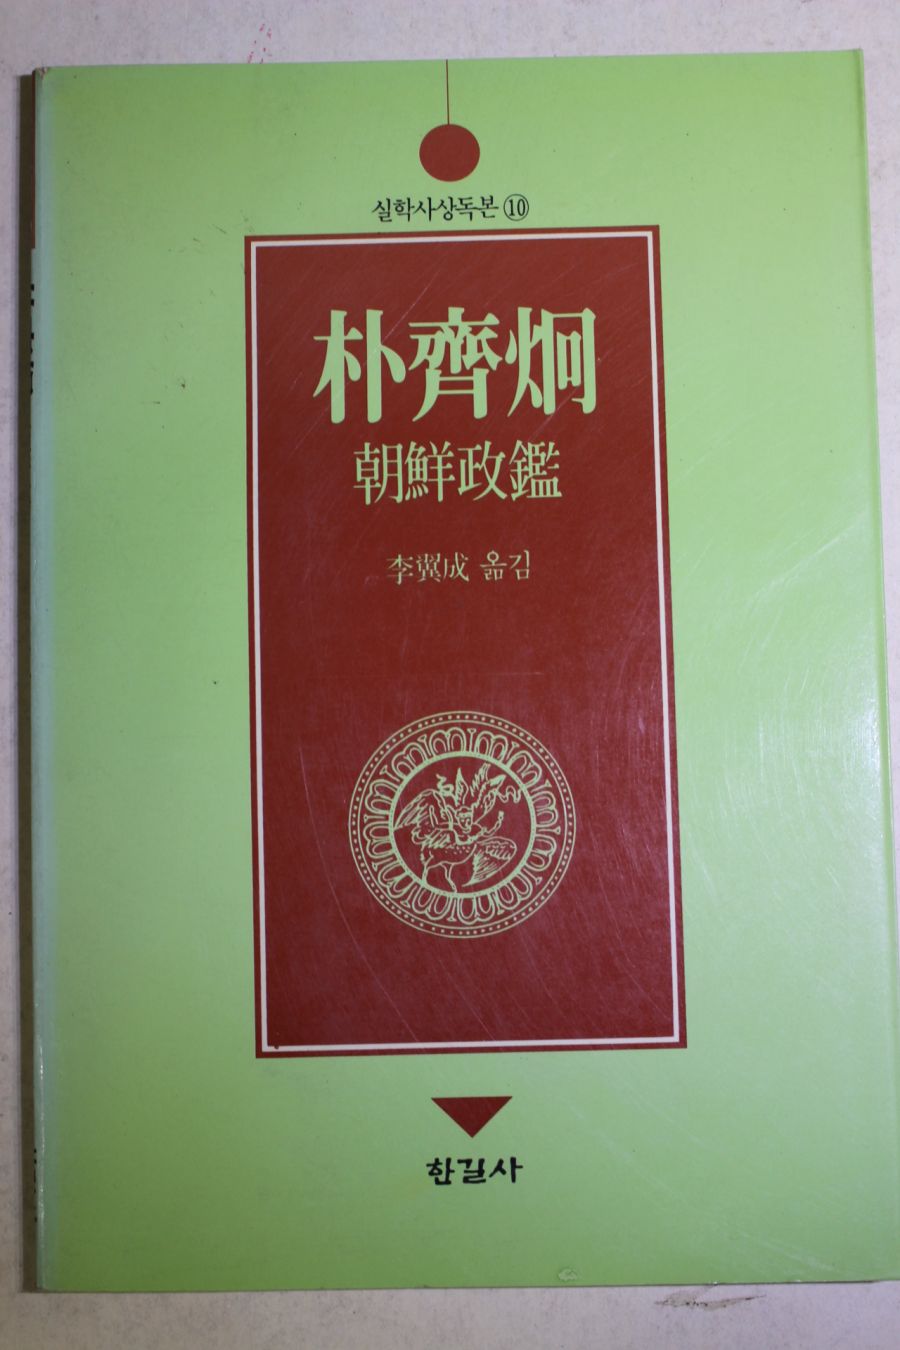 실학사상독본 ⑩
朴齊炯
朝鮮政鑑
李翼成 옮김
한길사